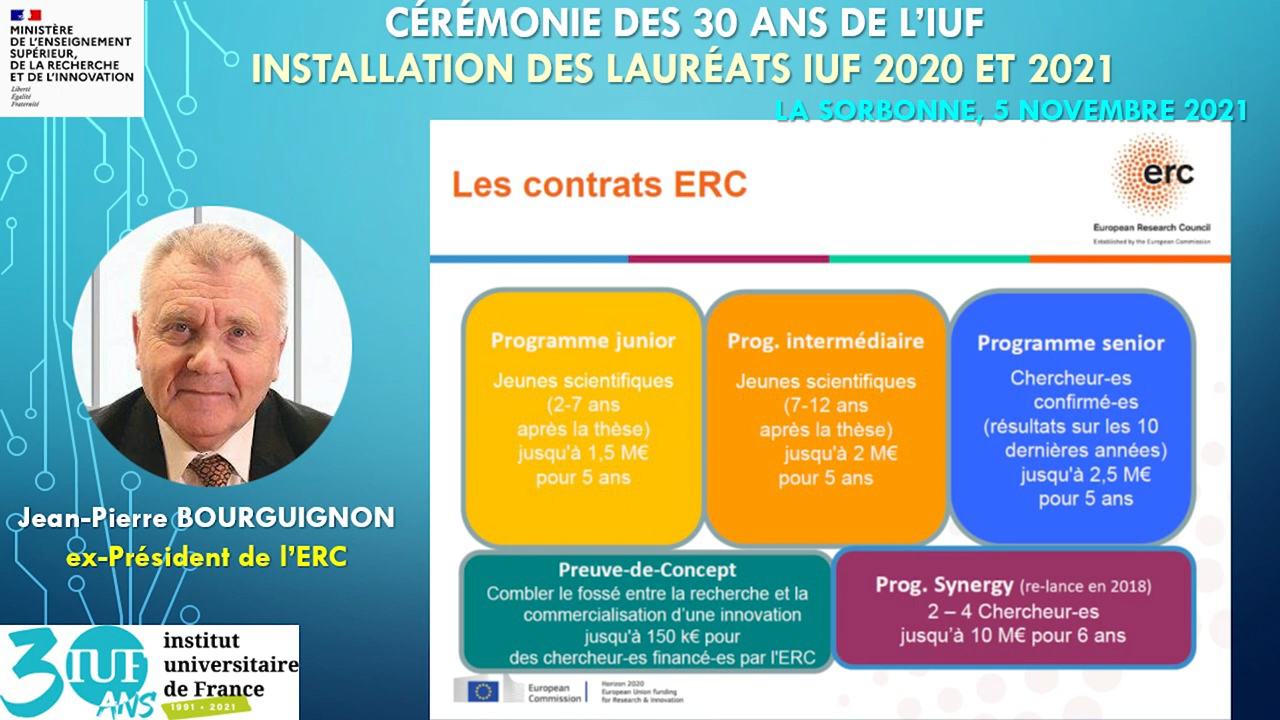 MINISTÈRE
DE L'ENSEIGNEMENT
SUPÉRIEUR,
DE LA RECHERCHE
ET DE L'INNOVATION
Liberté
Égalité
Fraternité
CÉRÉMONIE DES 30 ANS DE L'IUF
INSTALLATION DES LAURÉATS IUF 2020 ET 2021
LA SORBONNE, 5 NOVEMBRE 2021
Les contrats ERC
erc
European Research Council
Established by the European Commission
Programme junior
Jeunes scientifiques
(2-7 ans
après la thèse)
jusqu'à 1,5 M€
pour 5 ans
Prog. intermédiaire
Jeunes scientifiques
(7-12 ans
après la thèse)
jusqu'à 2 M€
pour 5 ans
Programme senior
Chercheur-es
confirmé-es
(résultats sur les 10
dernières années)
jusqu'à 2,5 M€
pour 5 ans
Preuve-de-Concept
Combler le fossé entre la recherche et la
commercialisation d'une innovation
jusqu'à 150 k€ pour
des chercheur-es financé-es par l'ERC
Prog. Synergy (re-lance en 2018)
2 – 4 Chercheur-es
jusqu'à 10 M€ pour 6 ans
European
Commission
Horizon 2020
European Union funding
for Research & Innovation
Jean-Pierre BOURGUIGNON
ex-Président de l'ERC
30 IUF
ANS
institut
universitaire
de France
1991 • 2021